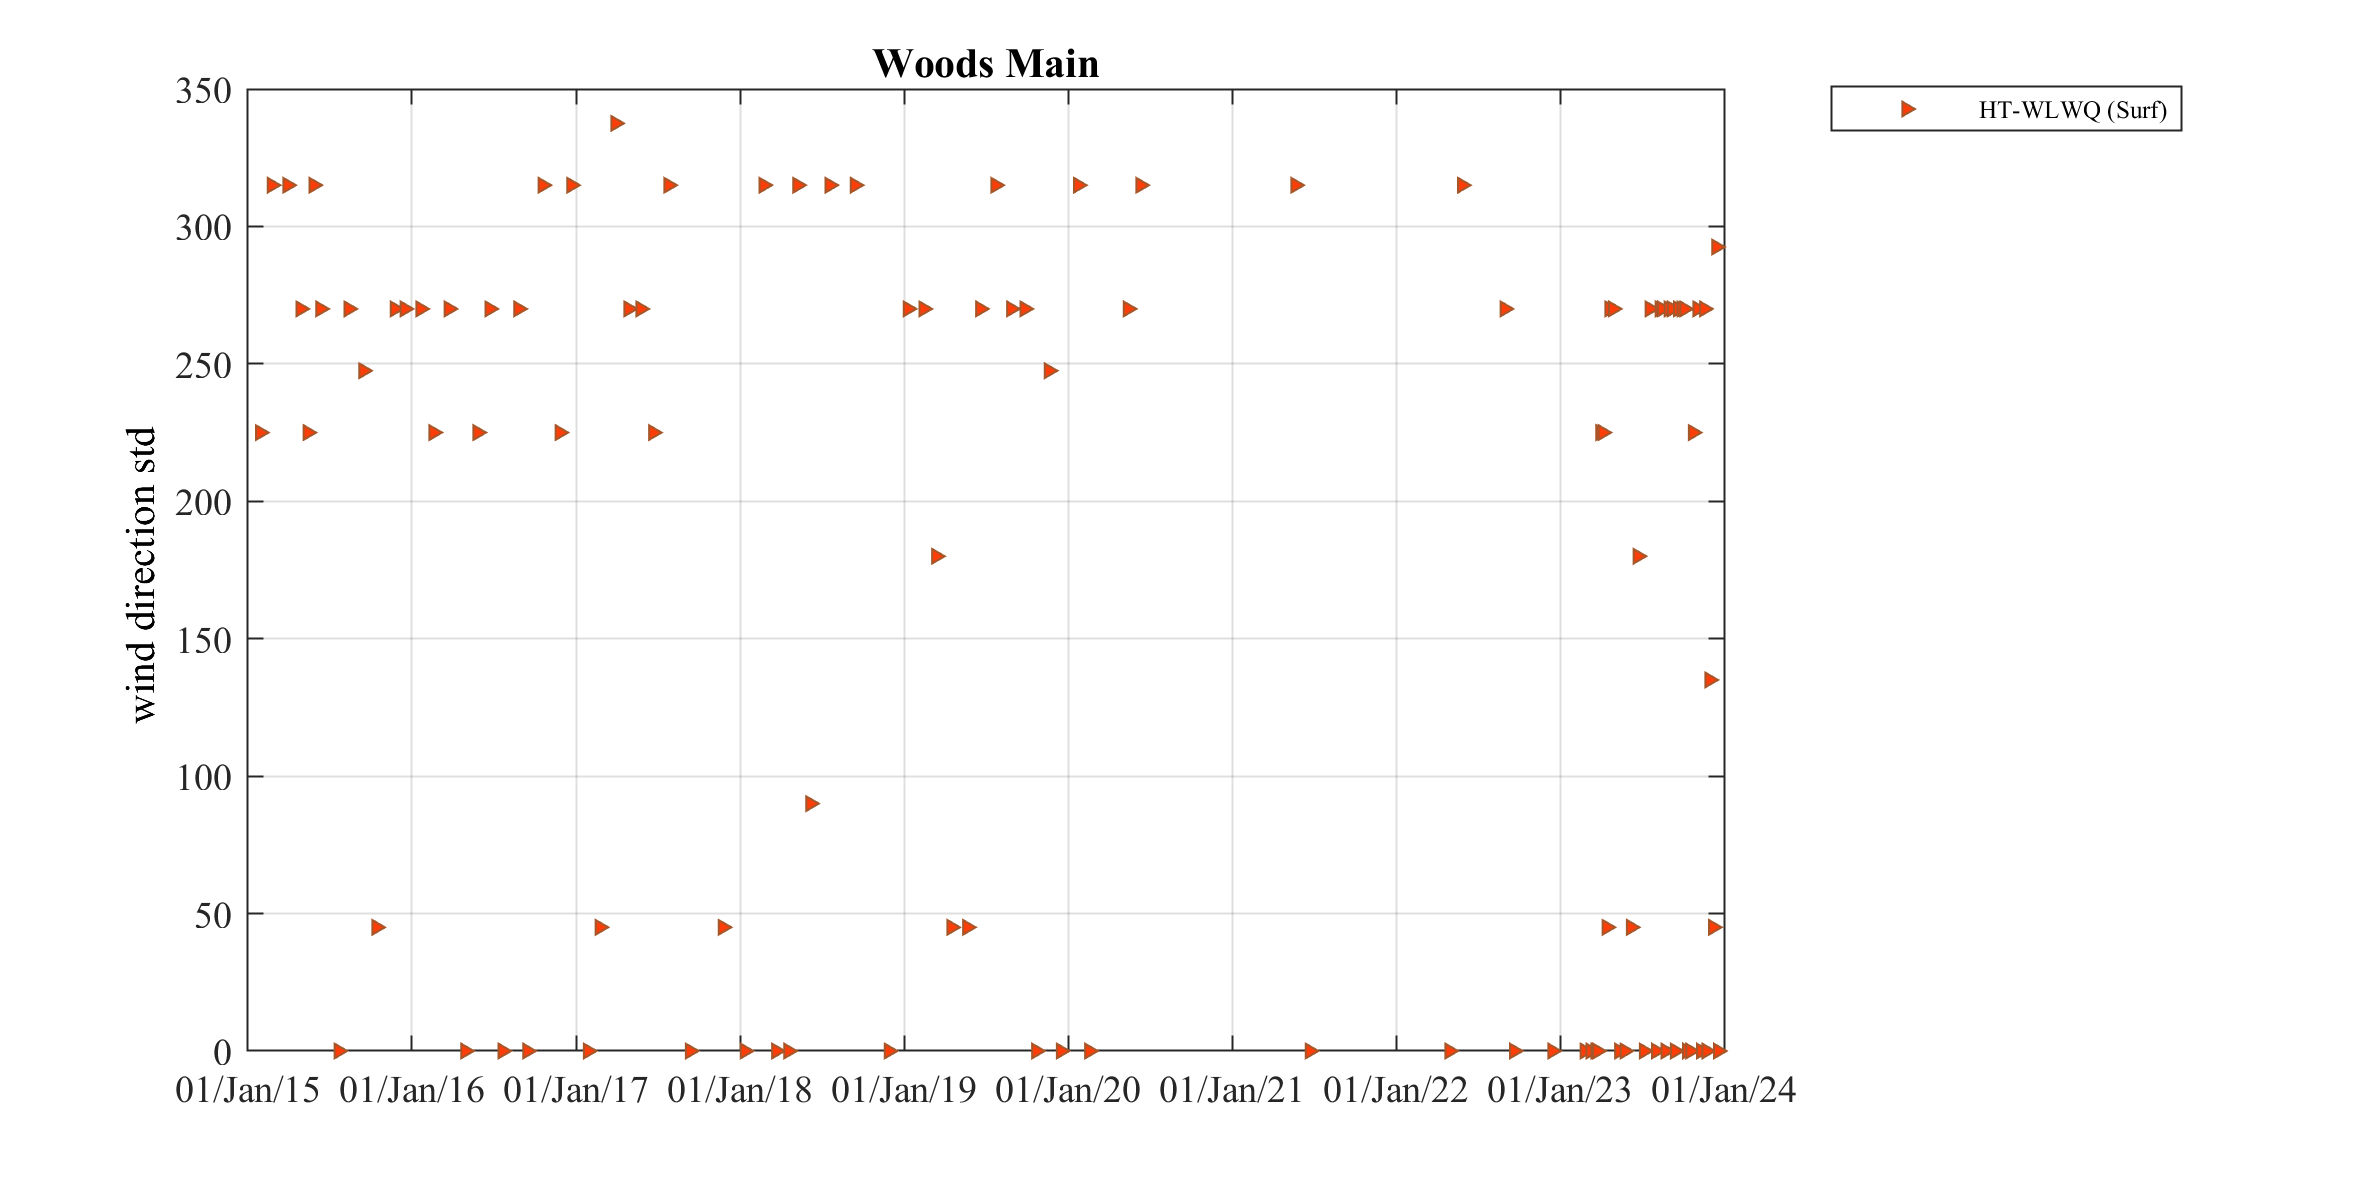 Woods Main
HT-WLWQ (Surf)
wind direction std
350
300
250
200
150
100
50
0
01/Jan/15 01/Jan/16 01/Jan/17 01/Jan/18 01/Jan/19 01/Jan/20 01/Jan/21 01/Jan/22 01/Jan/23 01/Jan/24